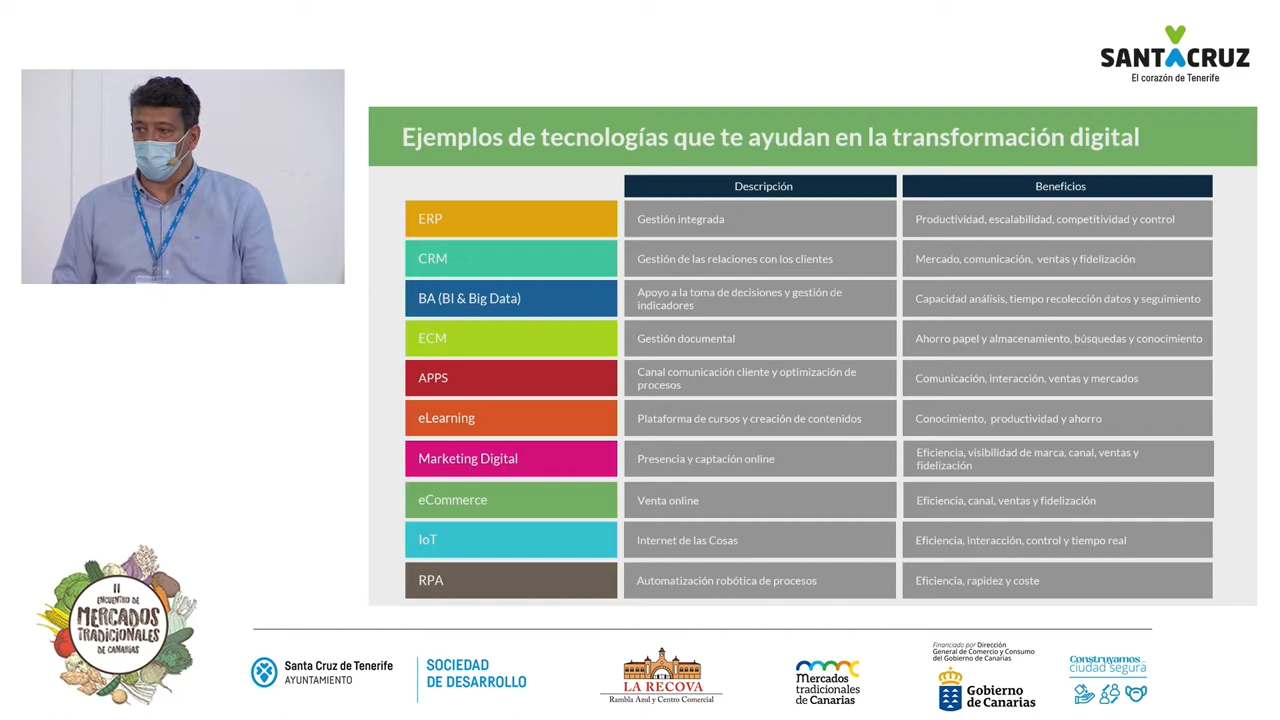 SANTACRUZ
El corazón de Tenerife
Ejemplos de tecnologías que te ayudan en la transformación digital
Descripción
Beneficios
ERP
Gestión integrada
Productividad, escalabilidad, competitividad y control
CRM
Gestión de las relaciones con los clientes
Mercado, comunicación, ventas y fidelización
BA (BI & Big Data)
Apoyo a la toma de decisiones y gestión de
indicadores
Capacidad análisis, tiempo recolección datos y seguimiento
ECM
Gestión documental
Ahorro papel y almacenamiento, búsquedas y conocimiento
APPS
Canal comunicación cliente y optimización de
procesos
Comunicación, interacción, ventas y mercados
eLearning
Plataforma de cursos y creación de contenidos
Conocimiento, productividad y ahorro
Marketing Digital
Presencia y captación online
Eficiencia, visibilidad de marca, canal, ventas y
fidelización
eCommerce
Venta online
Eficiencia, canal, ventas y fidelización
IoT
Internet de las Cosas
Eficiencia, interacción, control y tiempo real
RPA
Automatización robótica de procesos
Eficiencia, rapidez y coste
II
ENCUENTRO DE
MERCADOS
TRADICIONALES
DE CANARIAS
Santa Cruz de Tenerife
AYUNTAMIENTO
SOCIEDAD
DE DESARROLLO
LA RECOVA
Rambla Azul y Centro Comercial
Mercados
tradicionales
de Canarias
Financiado por Dirección
General de Comercio y Consumo
del Gobierno de Canarias
Gobierno
de Canarias
Construyamos
ciudad segura